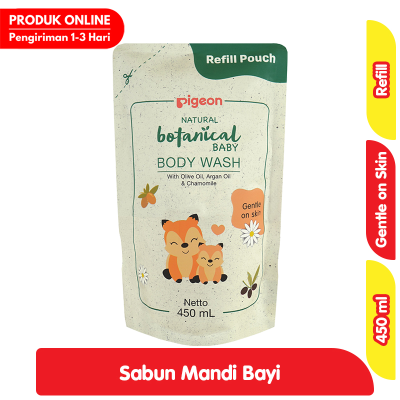 PRODUK ONLINE
Pengiriman 1-3 Hari
Refill Pouch
pigeon
NATURAL
botanical
BABY
BODY WASH
With Olive Oil, Argan Oil
& Chamomile
Gentle
on skin
Netto
450 mL
Refill
Gentle on Skin
450 ml
Sabun Mandi Bayi